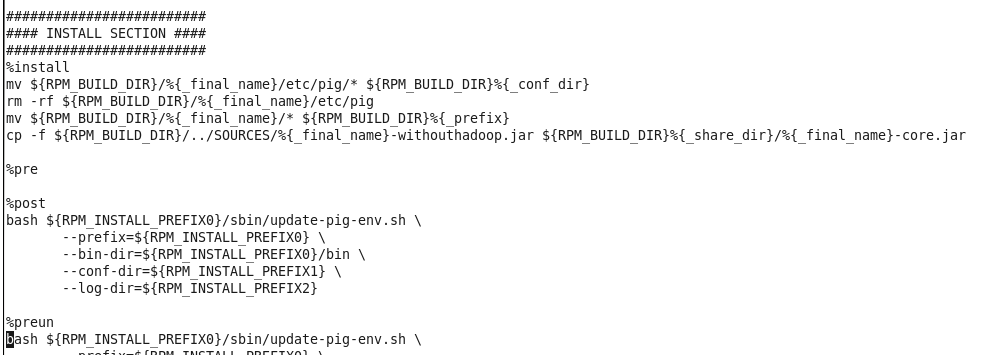 #########################
#### INSTALL SECTION ####
#########################
%install
mv ${RPM_BUILD_DIR}/%{_final_name}/etc/pig/* ${RPM_BUILD_DIR}%{_conf_dir}
rm -rf ${RPM_BUILD_DIR}/%{_final_name}/etc/pig
mv ${RPM_BUILD_DIR}/%{_final_name}/* ${RPM_BUILD_DIR}%{_prefix}
cp -f ${RPM_BUILD_DIR}/../SOURCES/%{_final_name}-withouthadoop.jar ${RPM_BUILD_DIR}%{_share_dir}/%{_final_name}-core.jar

%pre

%post
bash ${RPM_INSTALL_PREFIX0}/sbin/update-pig-env.sh \
       --prefix=${RPM_INSTALL_PREFIX0} \
       --bin-dir=${RPM_INSTALL_PREFIX0}/bin \
       --conf-dir=${RPM_INSTALL_PREFIX1} \
       --log-dir=${RPM_INSTALL_PREFIX2}

%preun
bash ${RPM_INSTALL_PREFIX0}/sbin/update-pig-env.sh \
       --prefix=${RPM_INSTALL_PREFIX0} \